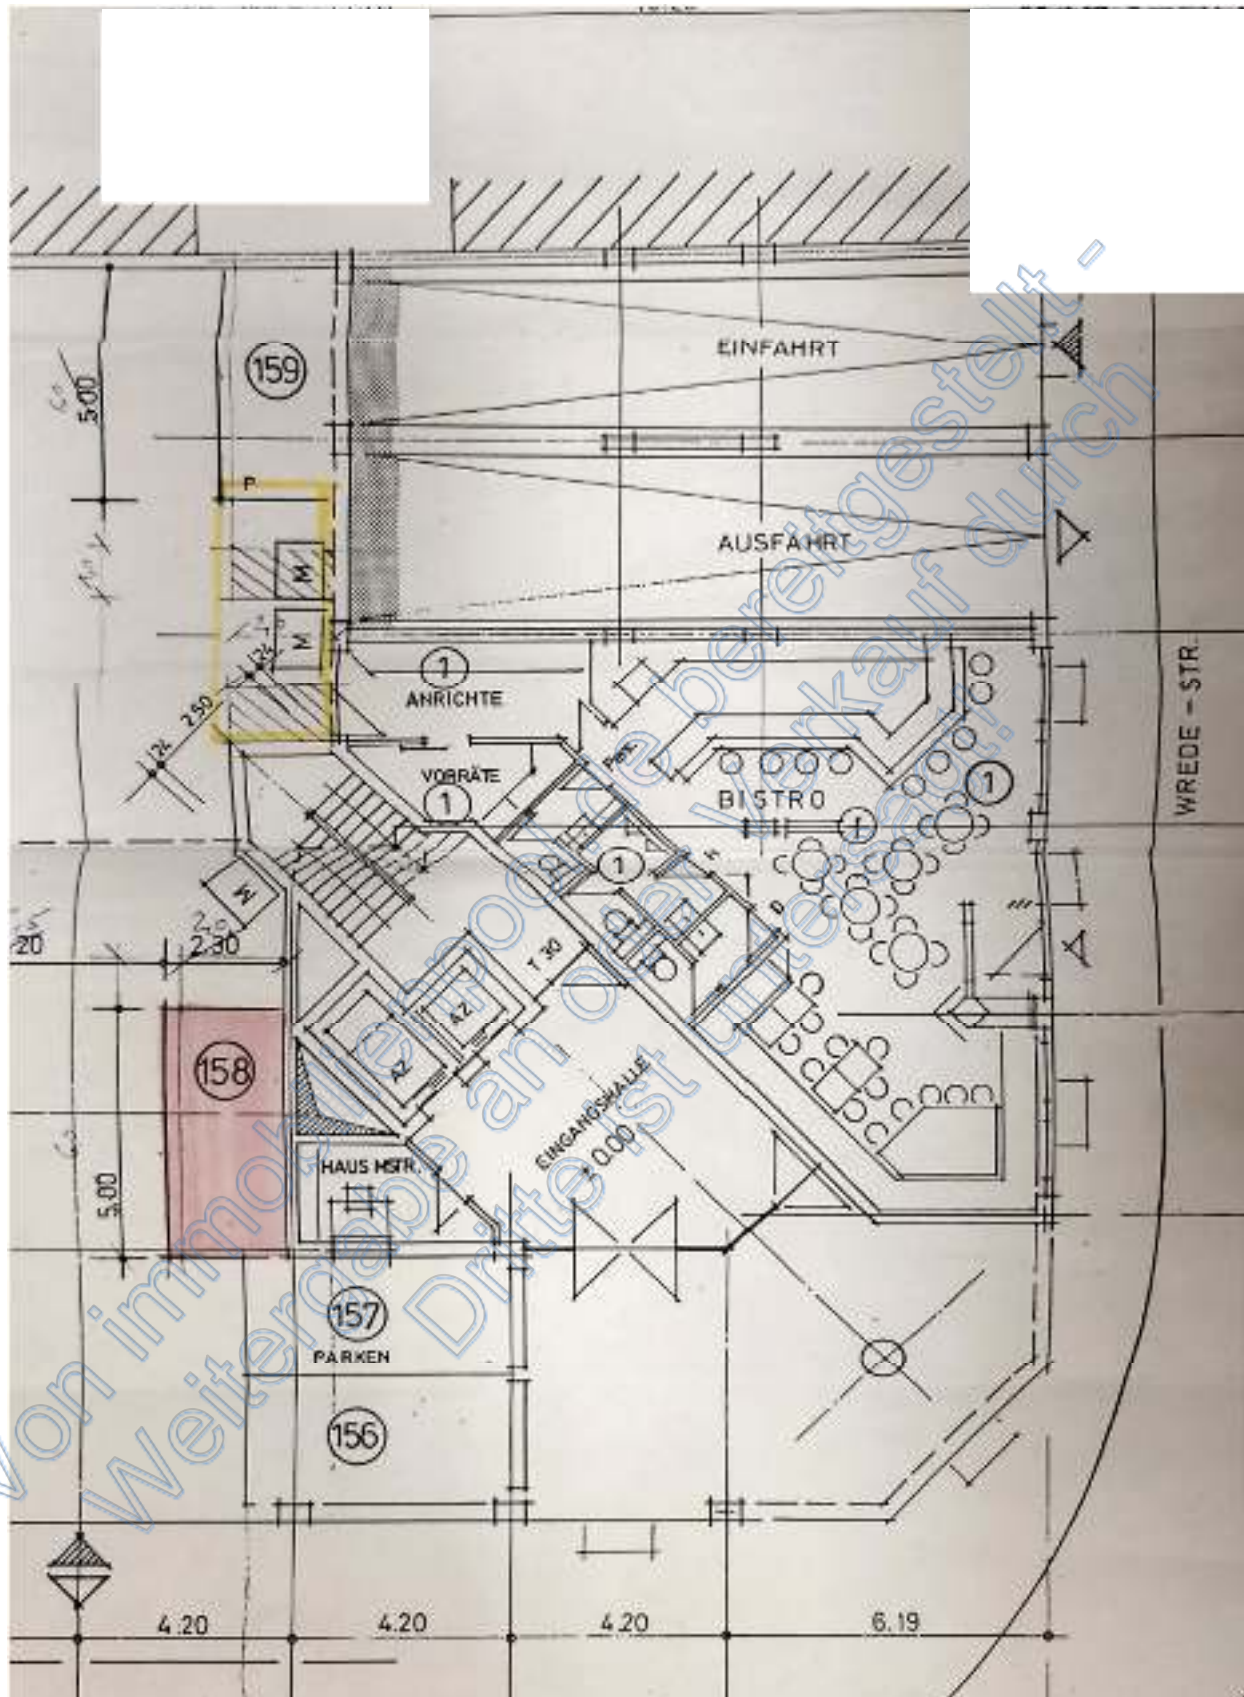 EINFAHRT
159
5.00
P.
AUSFAHRT
M
M
1
ANRICHTE
2.50
.24
.24
VORRÄTE
1
BISTRO
1
1
1
WREDE - STR.
M
T 30
20
2.30
AZ
AZ
158
EINGANGSHALLE
± 0.00
HAUS MSTR.
5.00
157
PARKEN
156
4.20
4.20
4.20
6.19
Von immobilienpool.de bereitgestellt -
Weitergabe an oder Verkauf durch
Dritte ist untersagt!